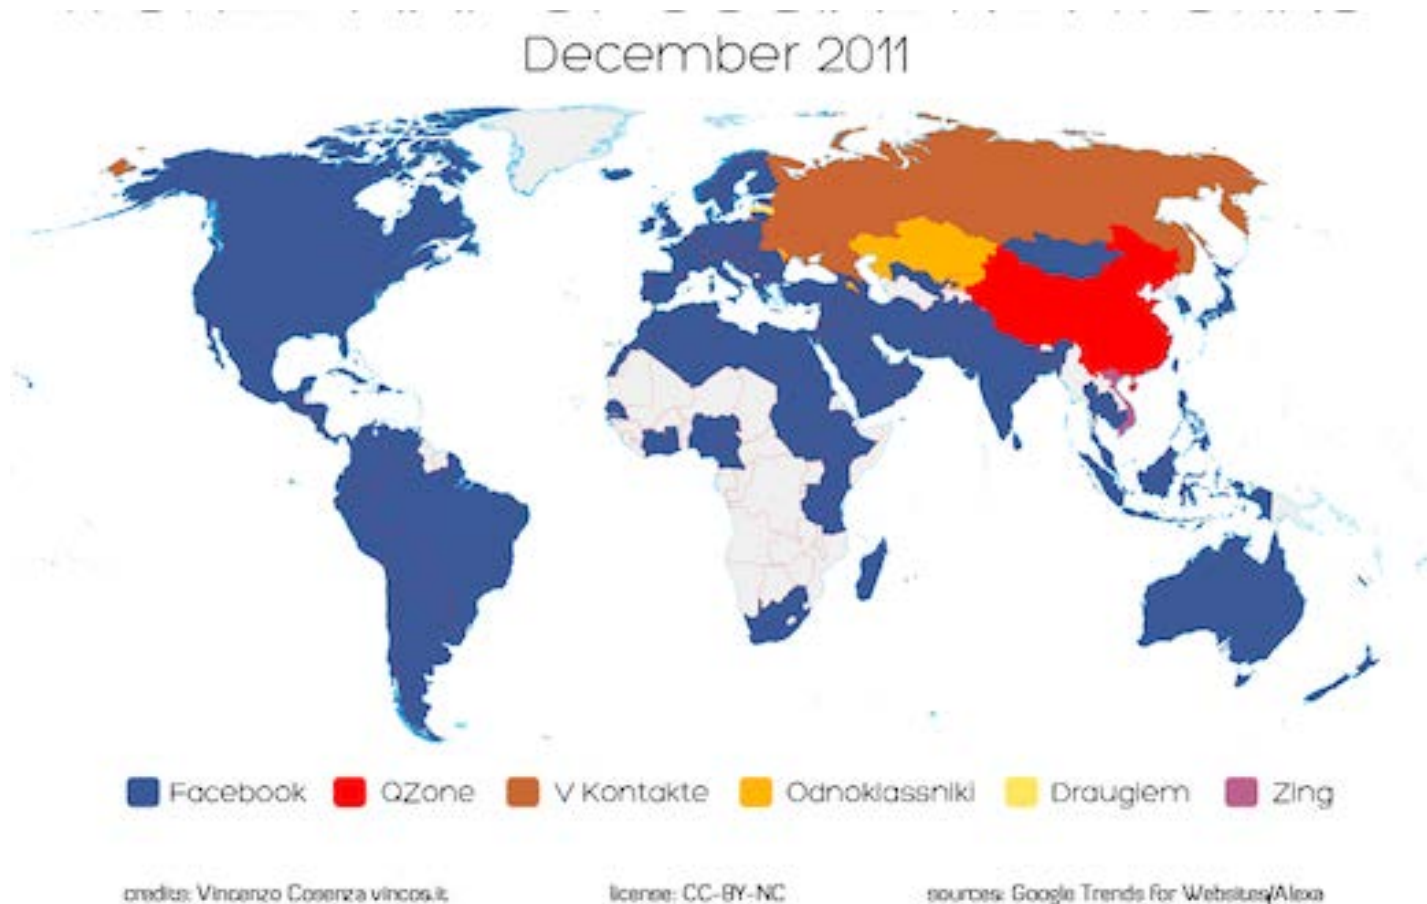 December 2011
Facebook QZone V Kontakte Odnoklassniki Draugiem Zing
credits: Vincenzo Cosenza vincos.it license: CC-BY-NC sources: Google Trends for Websites/Alexa